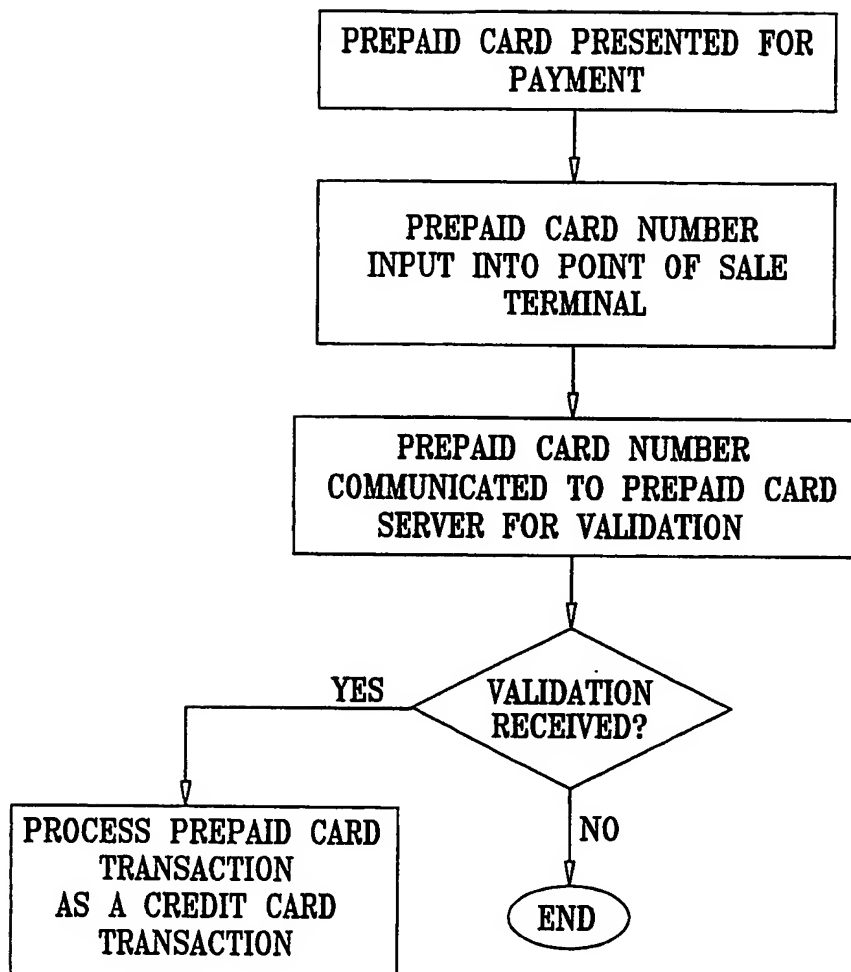 PREPAID CARD PRESENTED FOR
PAYMENT
PREPAID CARD NUMBER
INPUT INTO POINT OF SALE
TERMINAL
PREPAID CARD NUMBER
COMMUNICATED TO PREPAID CARD
SERVER FOR VALIDATION
VALIDATION
RECEIVED?
YES
NO
PROCESS PREPAID CARD
TRANSACTION
AS A CREDIT CARD
TRANSACTION
END